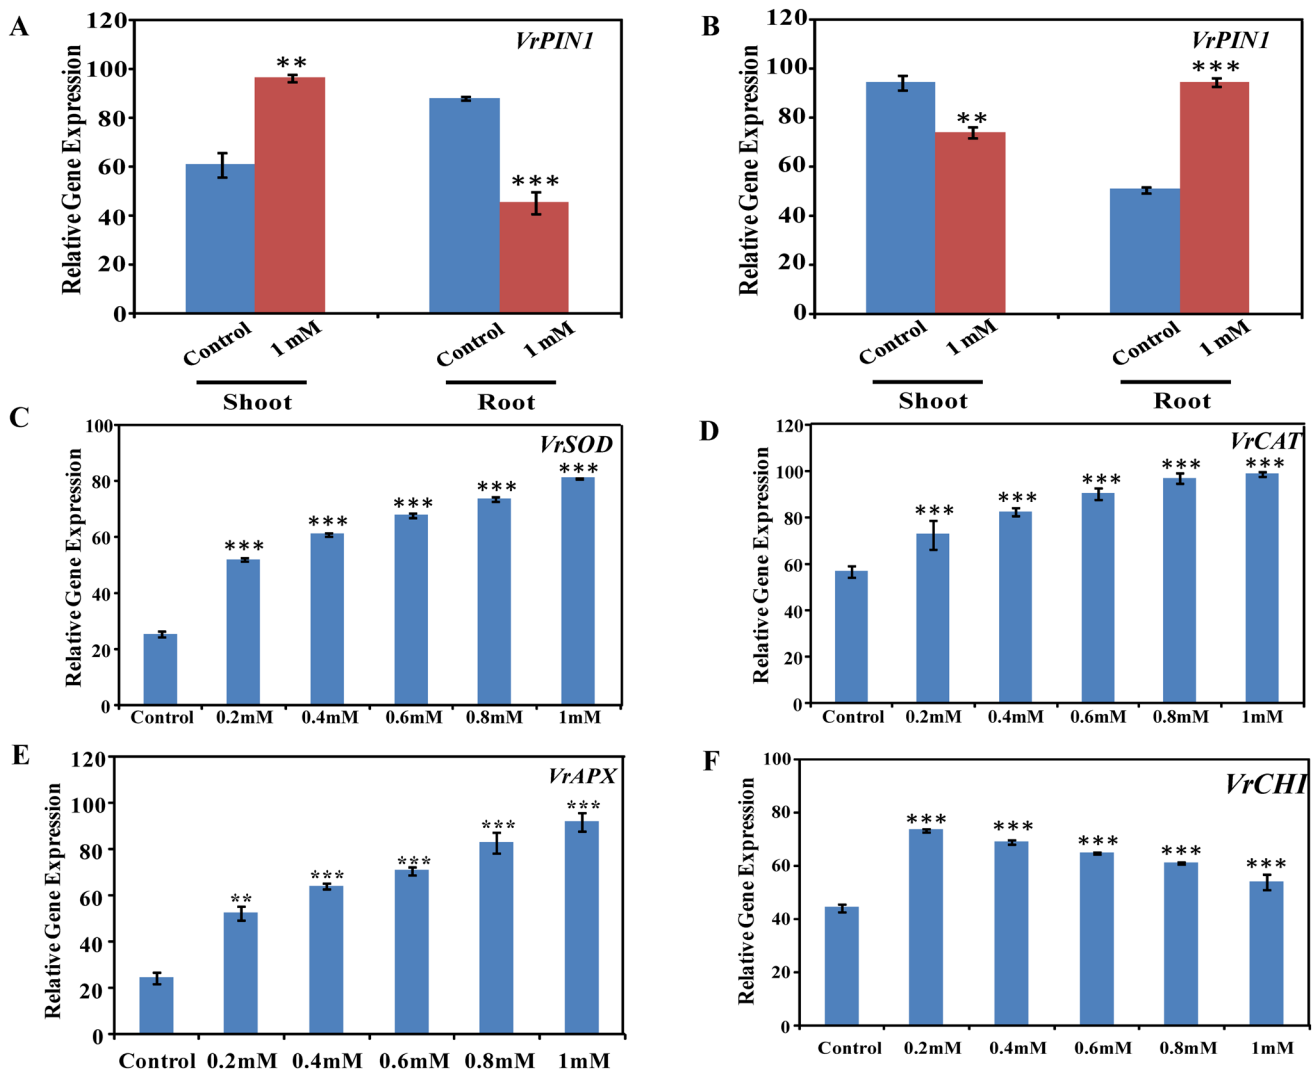 A
Relative Gene Expression
120
100
80
60
40
20
0
VrPIN1
**
***
Control
1 mM
Control
1 mM
Shoot
Root
B
Relative Gene Expression
120
100
80
60
40
20
0
VrPIN1
**
***
Control
1 mM
Control
1 mM
Shoot
Root
C
Relative Gene Expression
100
80
60
40
20
0
VrSOD
***
***
***
***
***
Control 0.2mM 0.4mM 0.6mM 0.8mM 1mM
D
Relative Gene Expression
120
100
80
60
40
20
0
VrCAT
***
***
***
***
***
Control 0.2mM 0.4mM 0.6mM 0.8mM 1mM
E
Relative Gene Expression
120
100
80
60
40
20
0
VrAPX
**
***
***
***
***
Control 0.2mM 0.4mM 0.6mM 0.8mM 1mM
F
Relative Gene Expression
100
80
60
40
20
0
VrCHI
***
***
***
***
***
Control 0.2mM 0.4mM 0.6mM 0.8mM 1mM